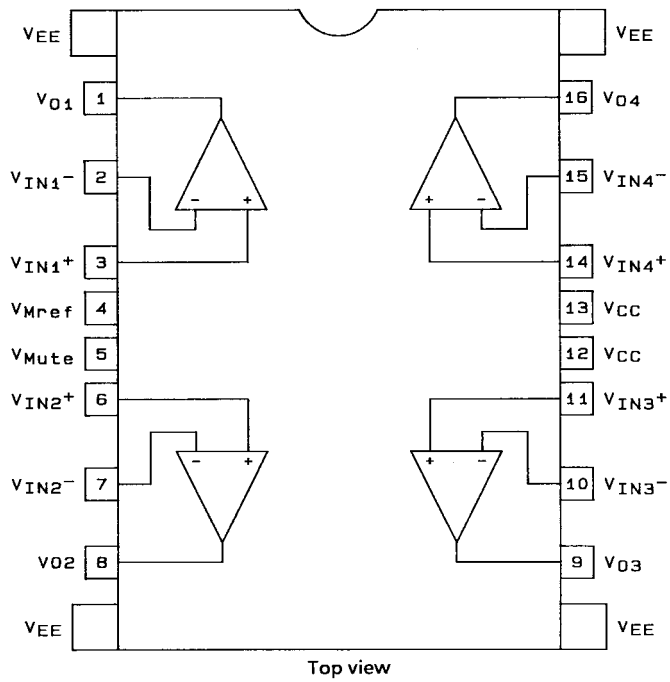 VEE VEE
VO1 1 16 VO4
VIN1- 2 - + + - 15 VIN4-
VIN1+ 3 14 VIN4+
VMref 4 13 VCC
VMute 5 12 VCC
VIN2+ 6 11 VIN3+
VIN2- 7 - + + - 10 VIN3-
VO2 8 9 VO3
VEE VEE
Top view